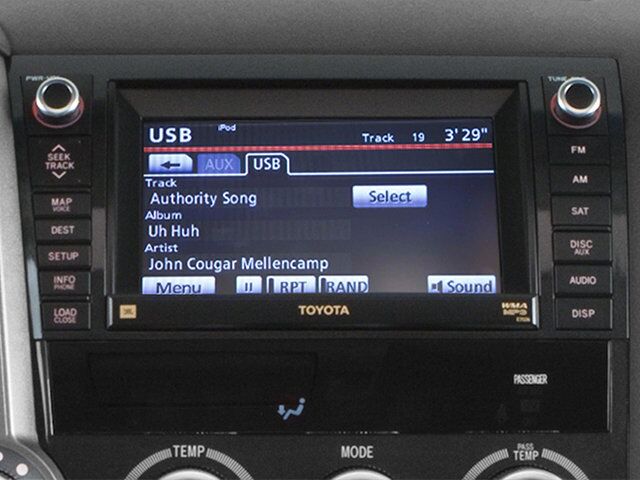 PWR·VOL
SEEK
TRACK
MAP
VOICE
DEST
SETUP
INFO
PHONE
LOAD
CLOSE
USB iPod Track 19 3'29"
AUX USB
Track
Authority Song Select
Album
Uh Huh
Artist
John Cougar Mellencamp
Menu II RPT RAND Sound
JBL TOYOTA WMA
MP3
FM
AM
SAT
DISC
AUX
AUDIO
DISP
PASSENGER
TEMP MODE PASS
TEMP